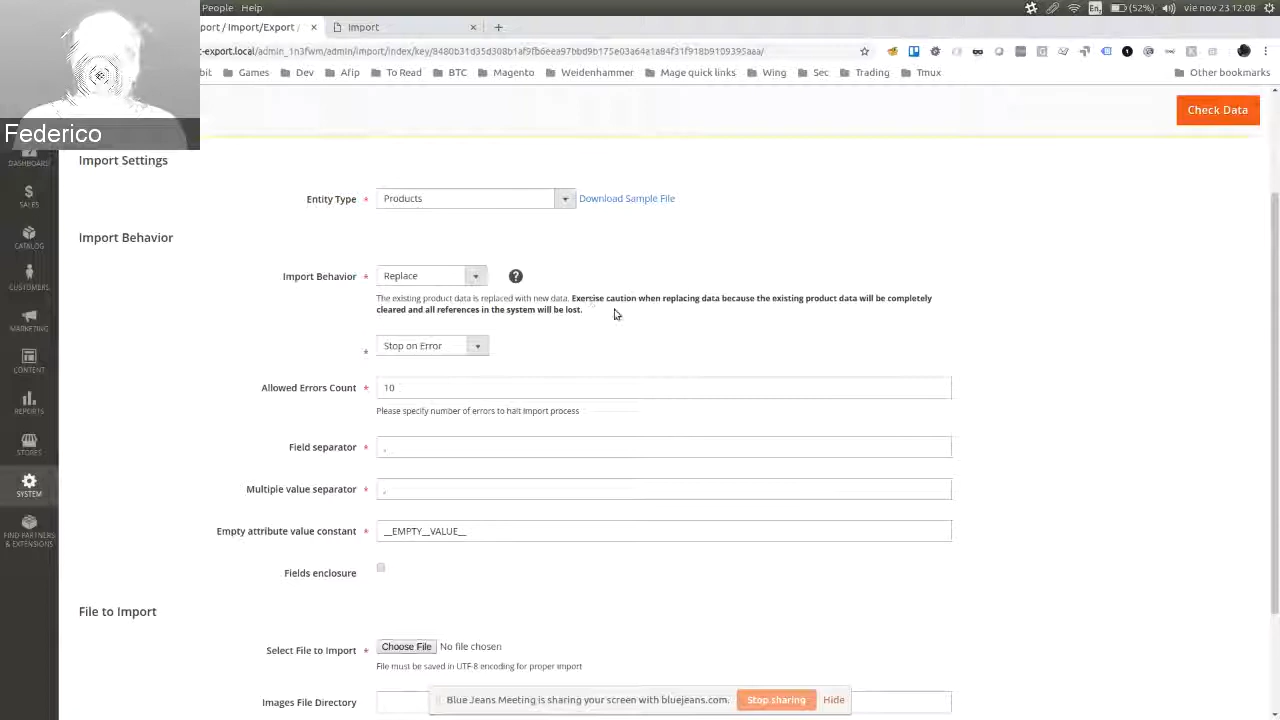 port / Import/Export /
View transaction
(52%)
Jan 23 12:08
t-export.local/admin_1n3fwm/admin/import/index/key/8480b31d35d308b1af9fb6eea97bbd9b175e03a64e1a84f31f918b9109395aaa/
bit
Games
Dev
Afip
To Read
BTC
Magento
Weidenhammer
Mage quick links
Wing
Sec
Trading
Tmux
Other bookmarks
Check Data
Federico
DASHBOARD
SALES
CATALOG
CUSTOMERS
MARKETING
CONTENT
REPORTS
STORES
SYSTEM
FIND PARTNERS
& EXTENSIONS
Import Settings
Entity Type * Products Download Sample File
Import Behavior
Import Behavior * Replace ?
The existing product data is replaced with new data. Exercise caution when replacing data because the existing product data will be completely
cleared and all references in the system will be lost.
* Stop on Error
Allowed Errors Count * 10
Please specify number of errors to halt import process
Field separator * ,
Multiple value separator * ,
Empty attribute value constant * __EMPTY__VALUE__
Fields enclosure
File to Import
Select File to Import * Choose File No file chosen
File must be saved in UTF-8 encoding for proper import
Images File Directory
Blue Jeans Meeting is sharing your screen with bluejeans.com. Stop sharing Hide